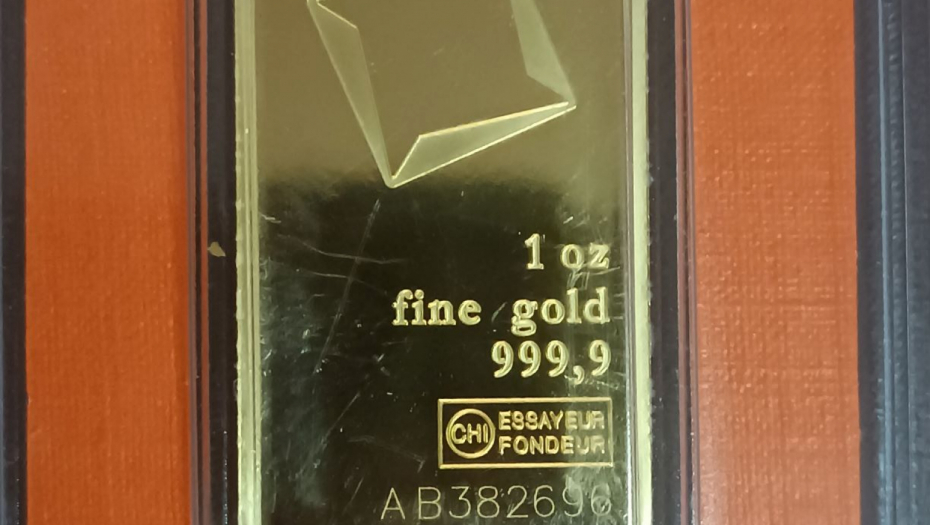 1 oz
fine gold
999,9
CHI ESSAYEUR
FONDEUR
AB382696